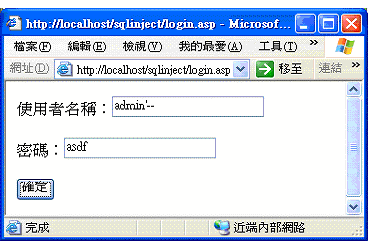 http://localhost/sqlinject/login.asp - Microsoft...
檔案(F) 編輯(E) 檢視(V) 我的最愛(A) 工具(T) »
網址(D) http://localhost/sqlinject/login.asp 移至 連結 »
使用者名稱：admin'--
密碼：asdf
確定
完成 近端內部網路